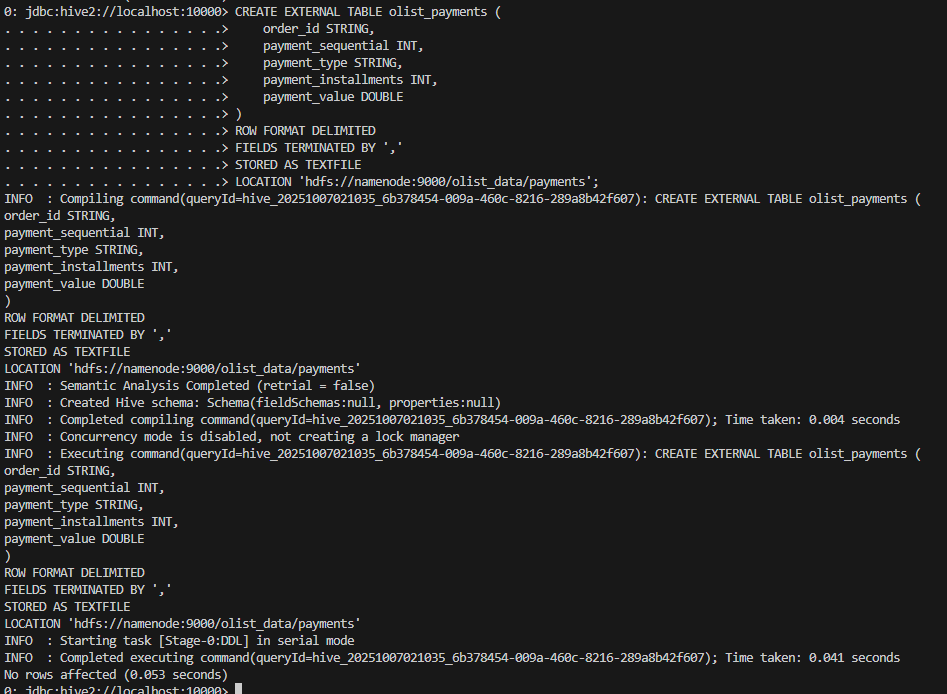 0: jdbc:hive2://localhost:10000> CREATE EXTERNAL TABLE olist_payments (
. . . . . . . . . . . . . . . .>     order_id STRING,
. . . . . . . . . . . . . . . .>     payment_sequential INT,
. . . . . . . . . . . . . . . .>     payment_type STRING,
. . . . . . . . . . . . . . . .>     payment_installments INT,
. . . . . . . . . . . . . . . .>     payment_value DOUBLE
. . . . . . . . . . . . . . . .> )
. . . . . . . . . . . . . . . .> ROW FORMAT DELIMITED
. . . . . . . . . . . . . . . .> FIELDS TERMINATED BY ','
. . . . . . . . . . . . . . . .> STORED AS TEXTFILE
. . . . . . . . . . . . . . . .> LOCATION 'hdfs://namenode:9000/olist_data/payments';
INFO  : Compiling command(queryId=hive_20251007021035_6b378454-009a-460c-8216-289a8b42f607): CREATE EXTERNAL TABLE olist_payments (
order_id STRING,
payment_sequential INT,
payment_type STRING,
payment_installments INT,
payment_value DOUBLE
)
ROW FORMAT DELIMITED
FIELDS TERMINATED BY ','
STORED AS TEXTFILE
LOCATION 'hdfs://namenode:9000/olist_data/payments'
INFO  : Semantic Analysis Completed (retrial = false)
INFO  : Created Hive schema: Schema(fieldSchemas:null, properties:null)
INFO  : Completed compiling command(queryId=hive_20251007021035_6b378454-009a-460c-8216-289a8b42f607); Time taken: 0.004 seconds
INFO  : Concurrency mode is disabled, not creating a lock manager
INFO  : Executing command(queryId=hive_20251007021035_6b378454-009a-460c-8216-289a8b42f607): CREATE EXTERNAL TABLE olist_payments (
order_id STRING,
payment_sequential INT,
payment_type STRING,
payment_installments INT,
payment_value DOUBLE
)
ROW FORMAT DELIMITED
FIELDS TERMINATED BY ','
STORED AS TEXTFILE
LOCATION 'hdfs://namenode:9000/olist_data/payments'
INFO  : Starting task [Stage-0:DDL] in serial mode
INFO  : Completed executing command(queryId=hive_20251007021035_6b378454-009a-460c-8216-289a8b42f607); Time taken: 0.041 seconds
No rows affected (0.053 seconds)
0: jdbc:hive2://localhost:10000>